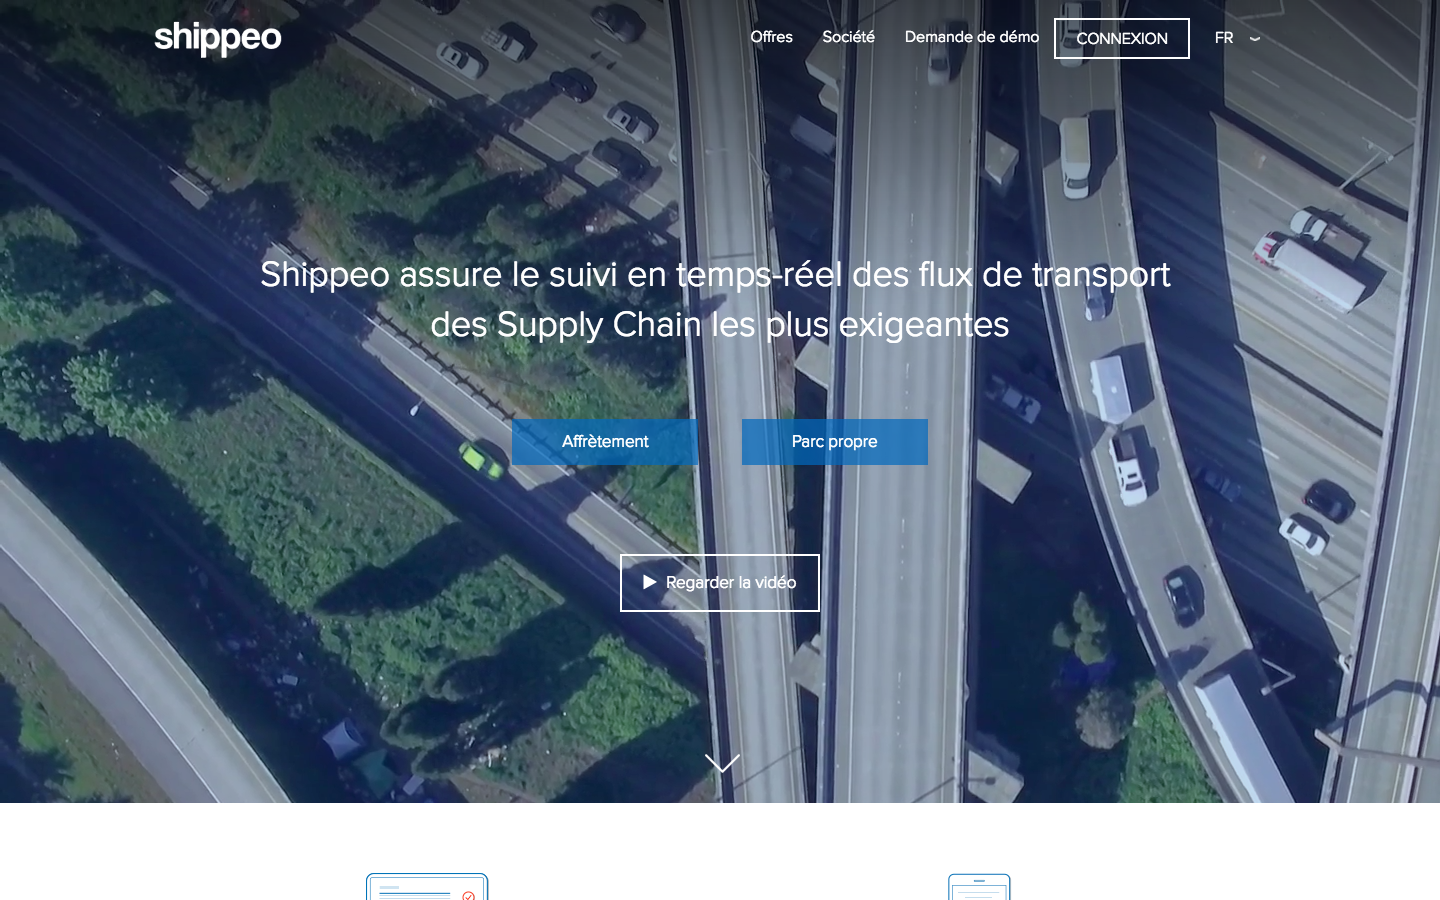 shippeo
Offres Société Demande de démo CONNEXION FR
Shippeo assure le suivi en temps-réel des flux de transport
des Supply Chain les plus exigeantes
Affrètement Parc propre
Regarder la vidéo